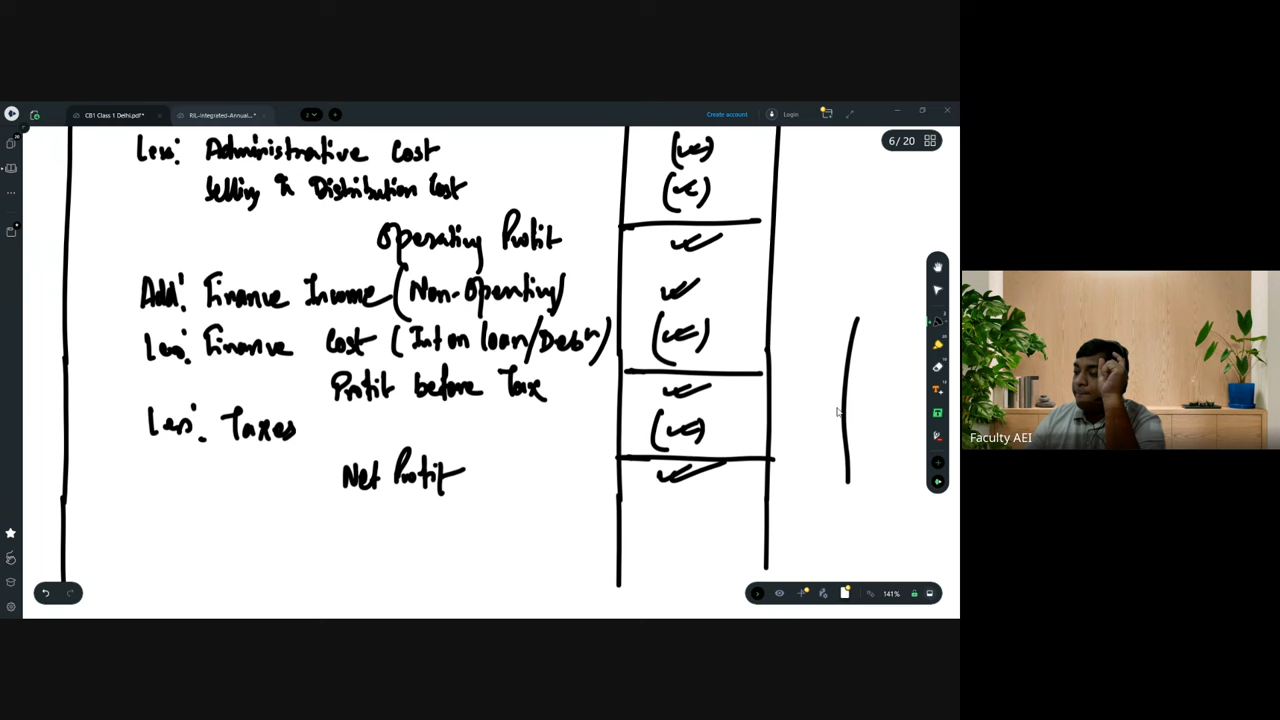 CB1 Class 1 Delhi.pdf*
RIL-Integrated-Annual...*
2
Create account
Login
6/20
Less: Administrative Cost
Selling & Distribution Cost
Operating Profit
Add: Finance Income (Non-Operating)
Less: Finance Cost (Int on loan/Debn)
Profit before Tax
Less: Taxes
Net Profit
141%
Faculty AEI